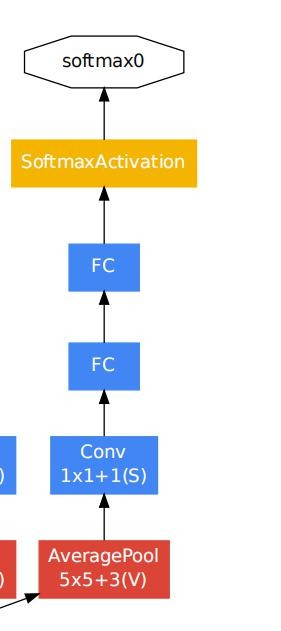 softmax0
SoftmaxActivation
FC
FC
Conv
1x1+1(S)
)
AveragePool
5x5+3(V)
)